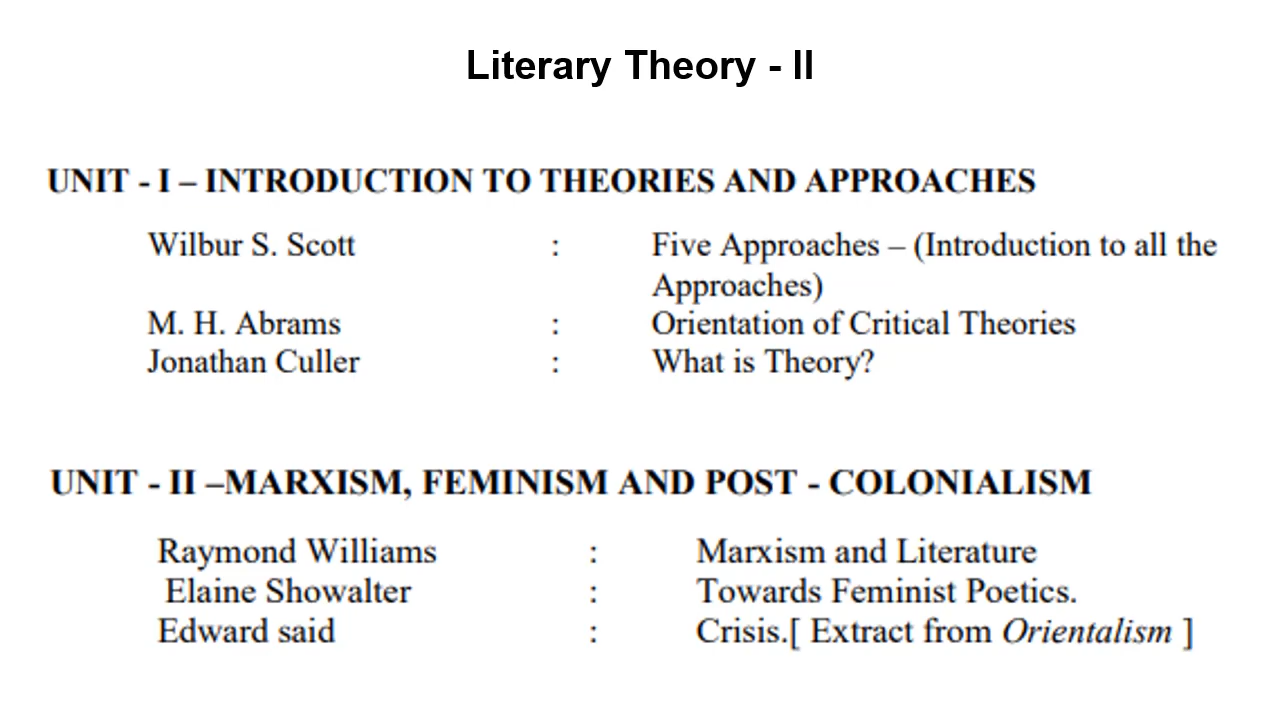 Literary Theory - II
UNIT - I – INTRODUCTION TO THEORIES AND APPROACHES
Wilbur S. Scott : Five Approaches – (Introduction to all the
Approaches)
M. H. Abrams : Orientation of Critical Theories
Jonathan Culler : What is Theory?
UNIT - II –MARXISM, FEMINISM AND POST - COLONIALISM
Raymond Williams : Marxism and Literature
Elaine Showalter : Towards Feminist Poetics.
Edward said : Crisis.[ Extract from Orientalism ]